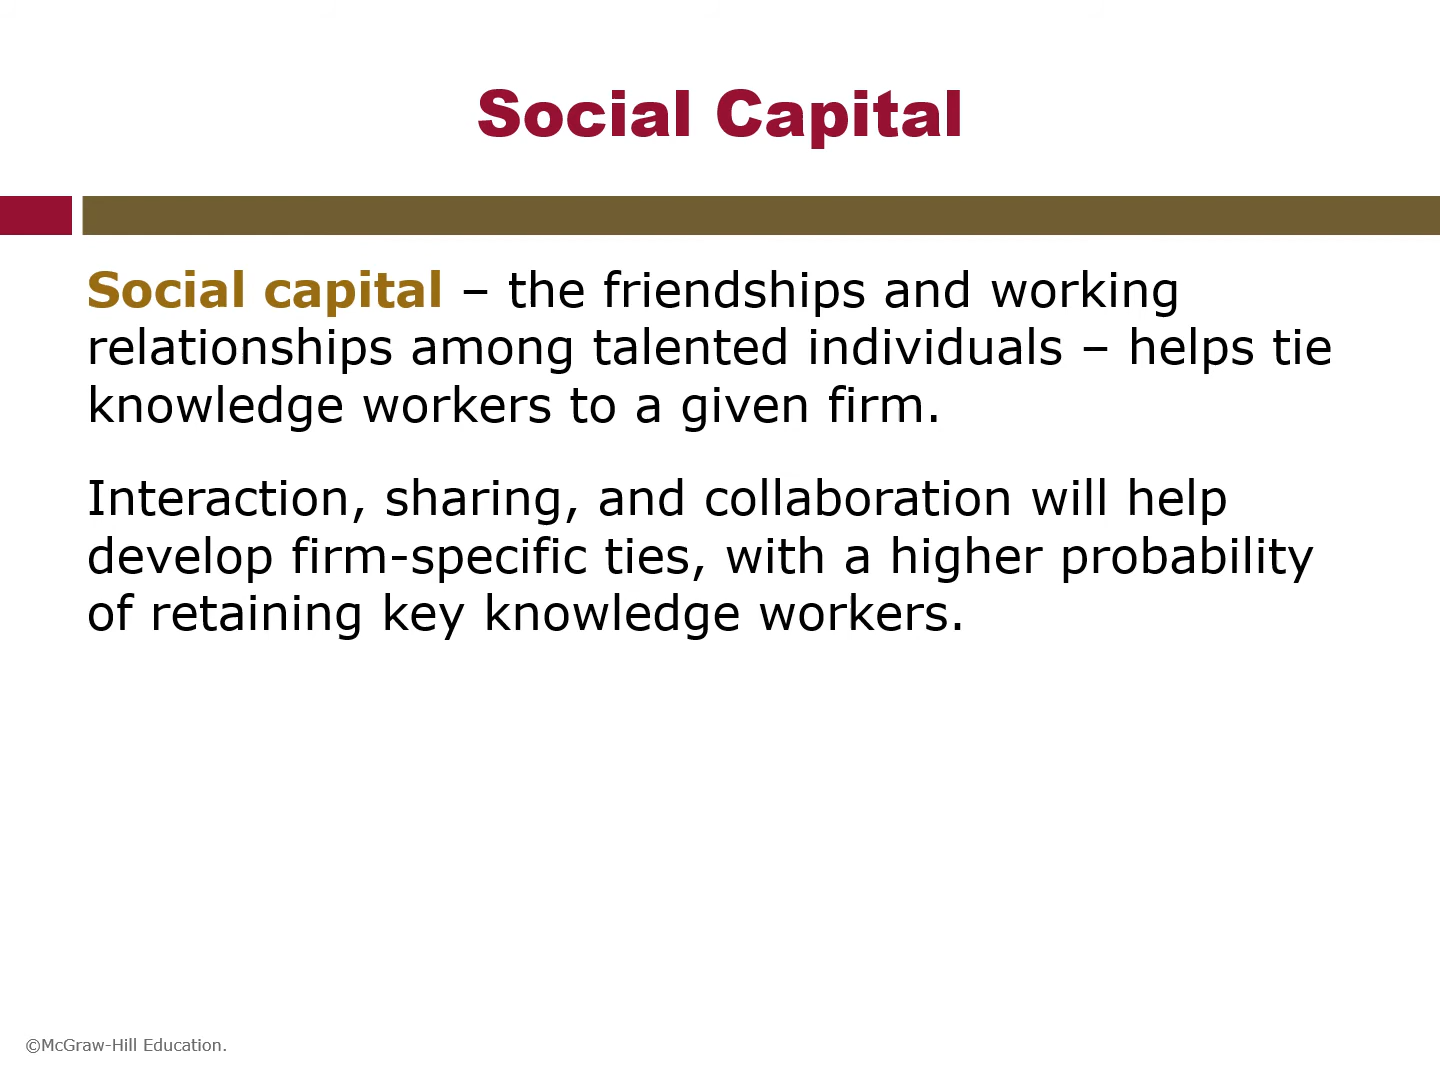 Social Capital
Social capital – the friendships and working
relationships among talented individuals – helps tie
knowledge workers to a given firm.
Interaction, sharing, and collaboration will help
develop firm-specific ties, with a higher probability
of retaining key knowledge workers.
©McGraw-Hill Education.